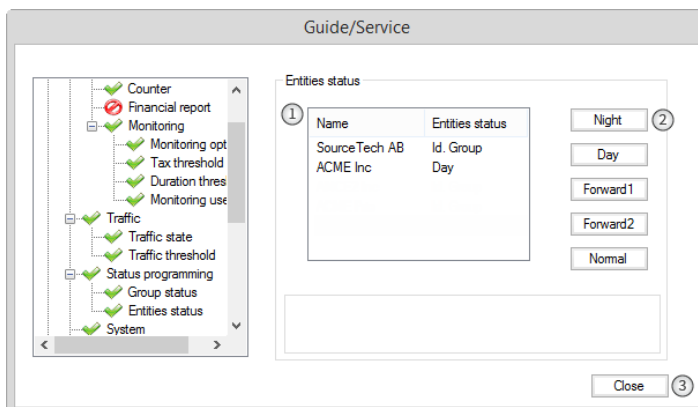 Guide/Service
Counter
Financial report
Monitoring
Monitoring opt
Tax threshold
Duration thres
Monitoring use
Traffic
Traffic state
Traffic threshold
Status programming
Group status
Entities status
System
Entities status
1
Name Entities status
SourceTech AB Id. Group
ACME Inc Day
Night 2
Day
Forward1
Forward2
Normal
Close 3